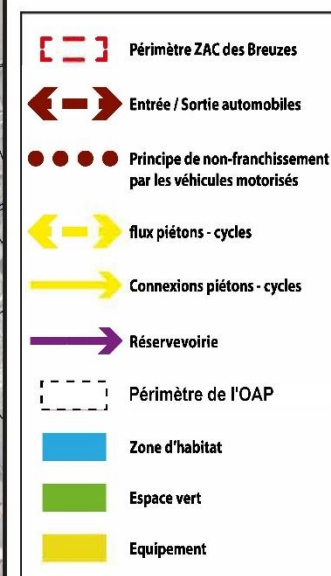 Périmètre ZAC des Breuzes
Entrée / Sortie automobiles
Principe de non-franchissement
par les véhicules motorisés
flux piétons - cycles
Connexions piétons - cycles
Réservevoirie
Périmètre de l'OAP
Zone d'habitat
Espace vert
Equipement